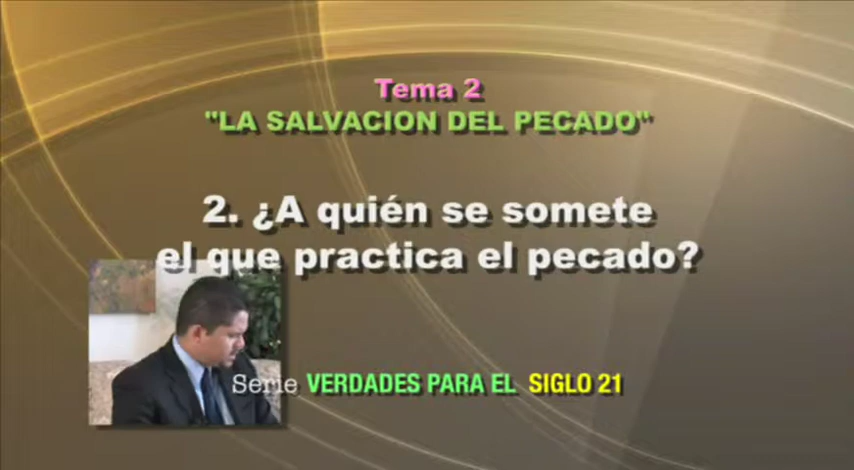 Tema 2
"LA SALVACION DEL PECADO"
2. ¿A quién se somete
el que practica el pecado?
Serie VERDADES PARA EL SIGLO 21